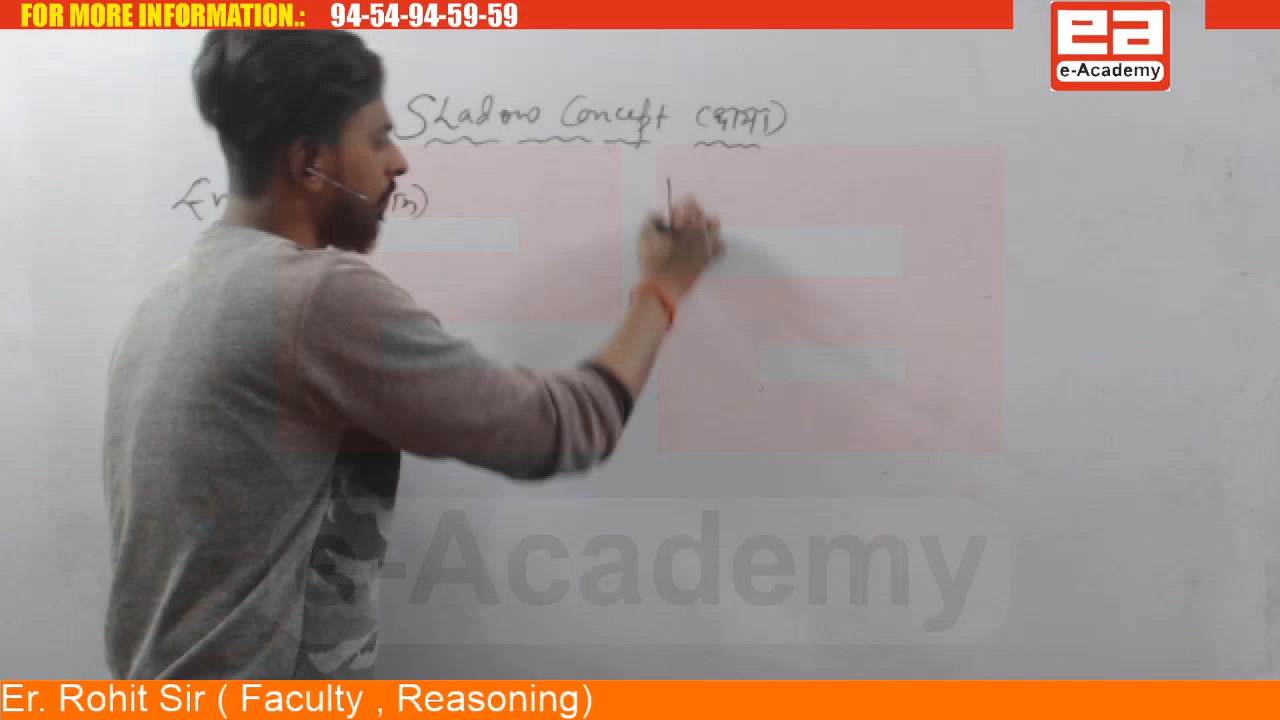 FOR MORE INFORMATION.: 94-54-94-59-59
ea
e-Academy
Shadow Concept (छाया)
e-Academy
Er. Rohit Sir ( Faculty , Reasoning)